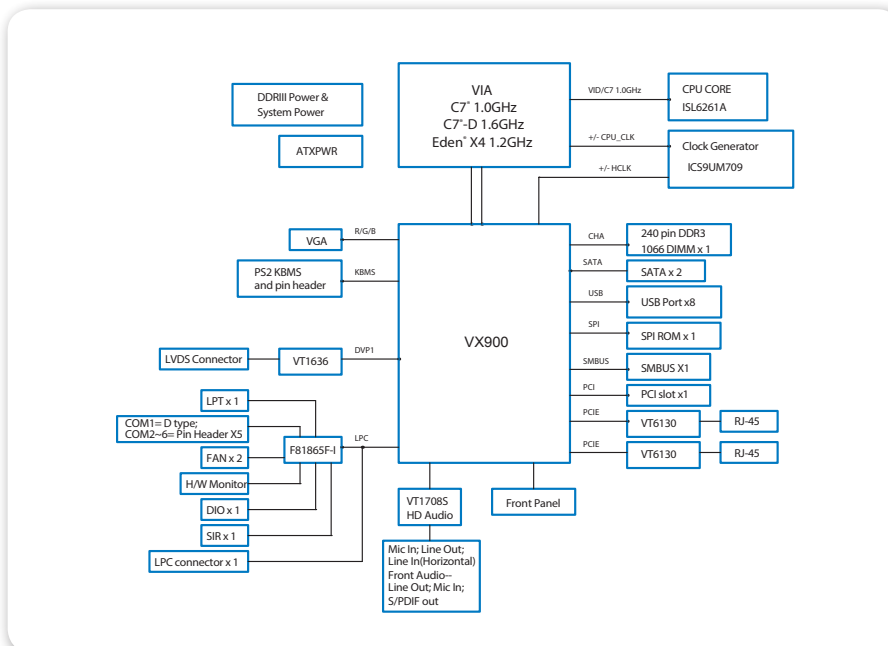 DDRIII Power &
System Power
ATXPWR
VIA
C7® 1.0GHz
C7®-D 1.6GHz
Eden® X4 1.2GHz
VID/C7 1.0GHz
CPU CORE
ISL6261A
+/- CPU_CLK
Clock Generator
ICS9UM709
+/- HCLK
VGA
R/G/B
PS2 KBMS
and pin header
KBMS
LVDS Connector
VT1636
DVP1
VX900
CHA
240 pin DDR3
1066 DIMM x 1
SATA
SATA x 2
USB
USB Port x8
SPI
SPI ROM x 1
SMBUS
SMBUS X1
PCI
PCI slot x1
PCIE
VT6130
RJ-45
PCIE
VT6130
RJ-45
LPT x 1
COM1= D type;
COM2~6= Pin Header X5
FAN x 2
H/W Monitor
DIO x 1
SIR x 1
LPC connector x 1
F81865F-I
LPC
VT1708S
HD Audio
Front Panel
Mic In; Line Out;
Line In(Horizontal)
Front Audio--
Line Out; Mic In;
S/PDIF out